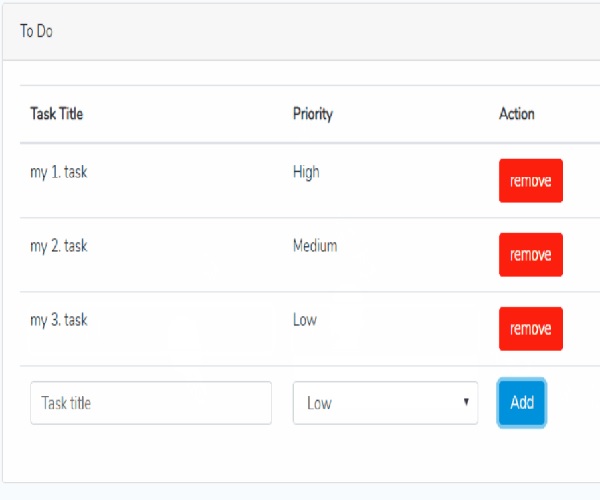 To Do
Task Title Priority Action
my 1. task High remove
my 2. task Medium remove
my 3. task Low remove
Task title Low Add